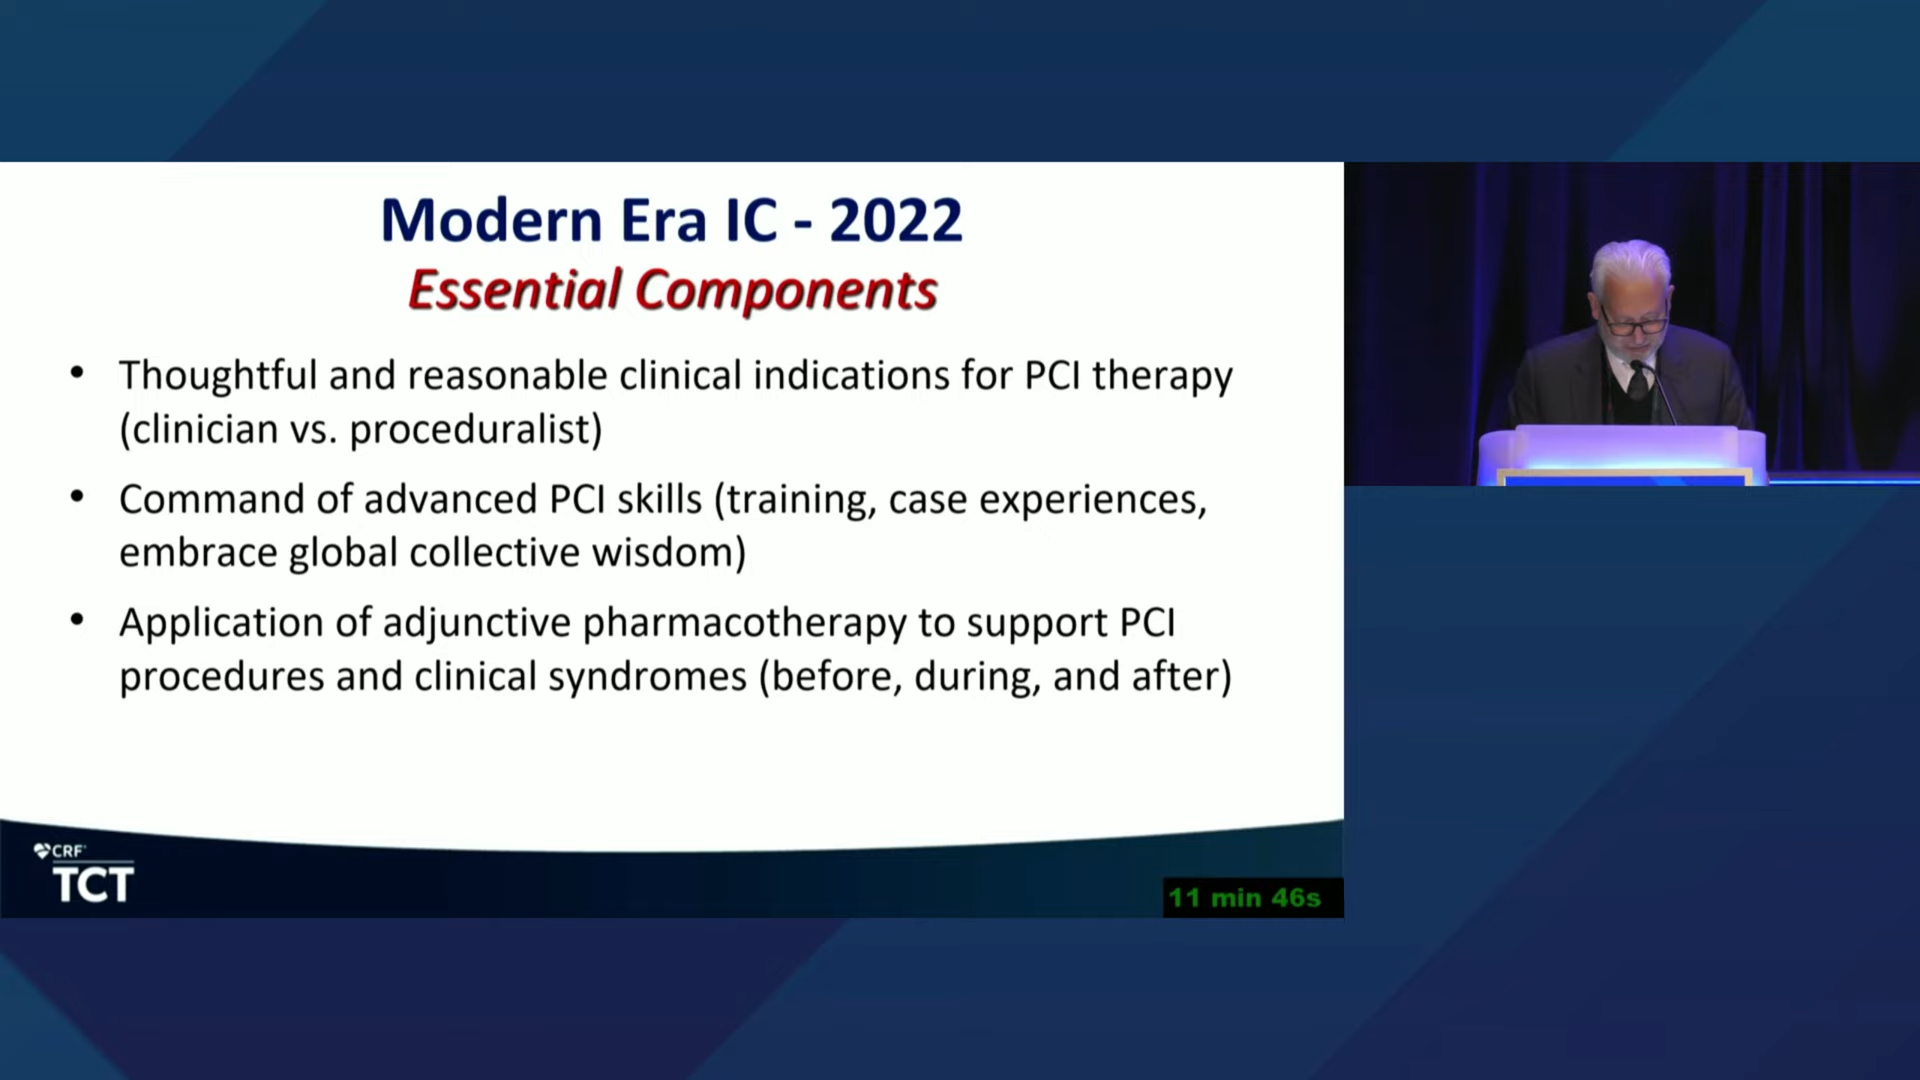 Modern Era IC - 2022
Essential Components
• Thoughtful and reasonable clinical indications for PCI therapy
(clinician vs. proceduralist)
• Command of advanced PCI skills (training, case experiences,
embrace global collective wisdom)
• Application of adjunctive pharmacotherapy to support PCI
procedures and clinical syndromes (before, during, and after)
CRF
TCT
11 min 46s